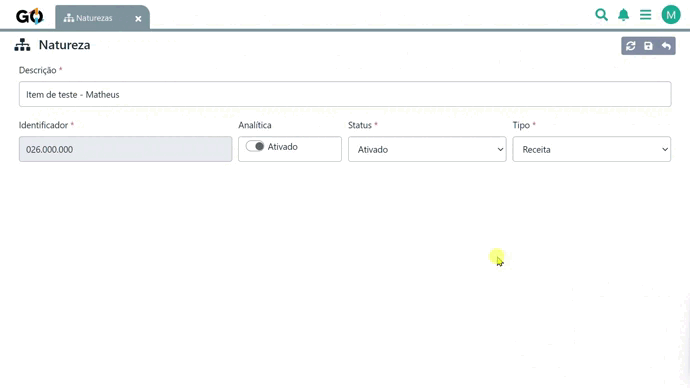 GO Naturezas × M
Natureza
Descrição *
Item de teste - Matheus
Identificador * Analítica Status * Tipo *
026.000.000 Ativado Ativado Receita